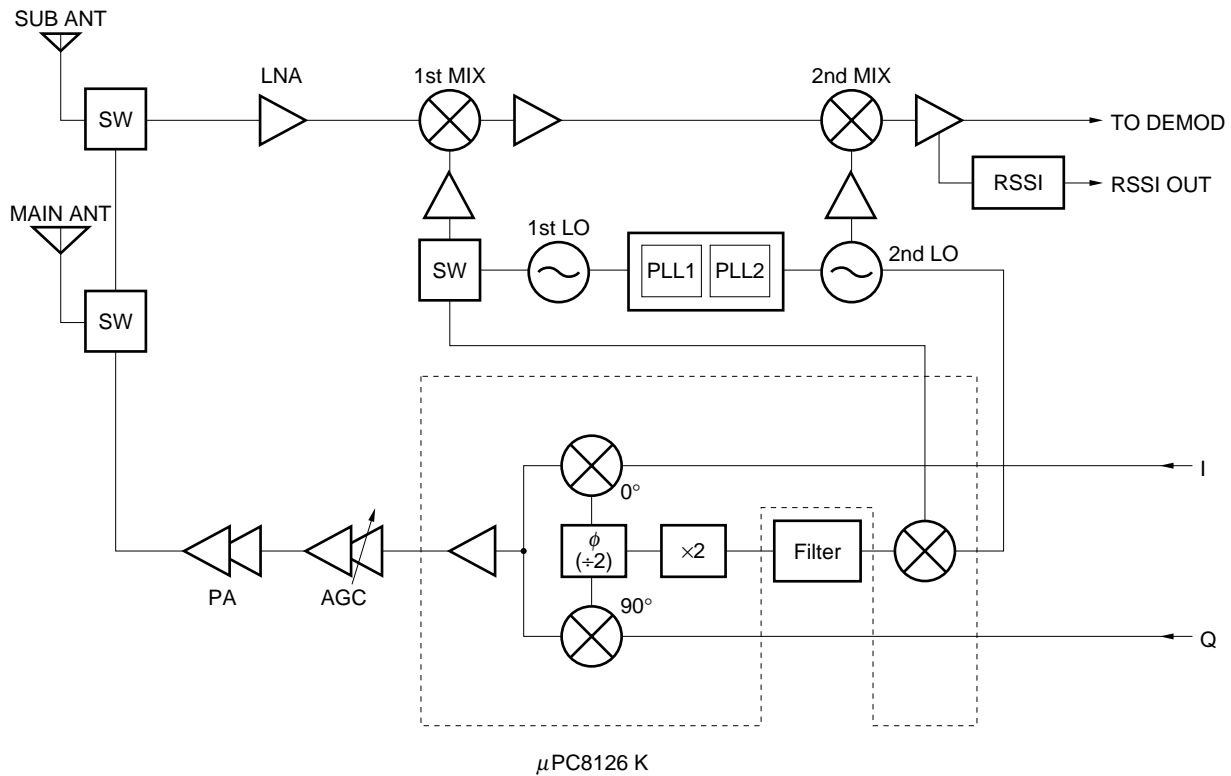 SUB ANT
LNA
1st MIX
2nd MIX
SW
TO DEMOD
RSSI
RSSI OUT
MAIN ANT
1st LO
2nd LO
SW
PLL1
PLL2
SW
I
0°
ϕ
(÷2)
×2
Filter
PA
AGC
90°
Q
μPC8126 K